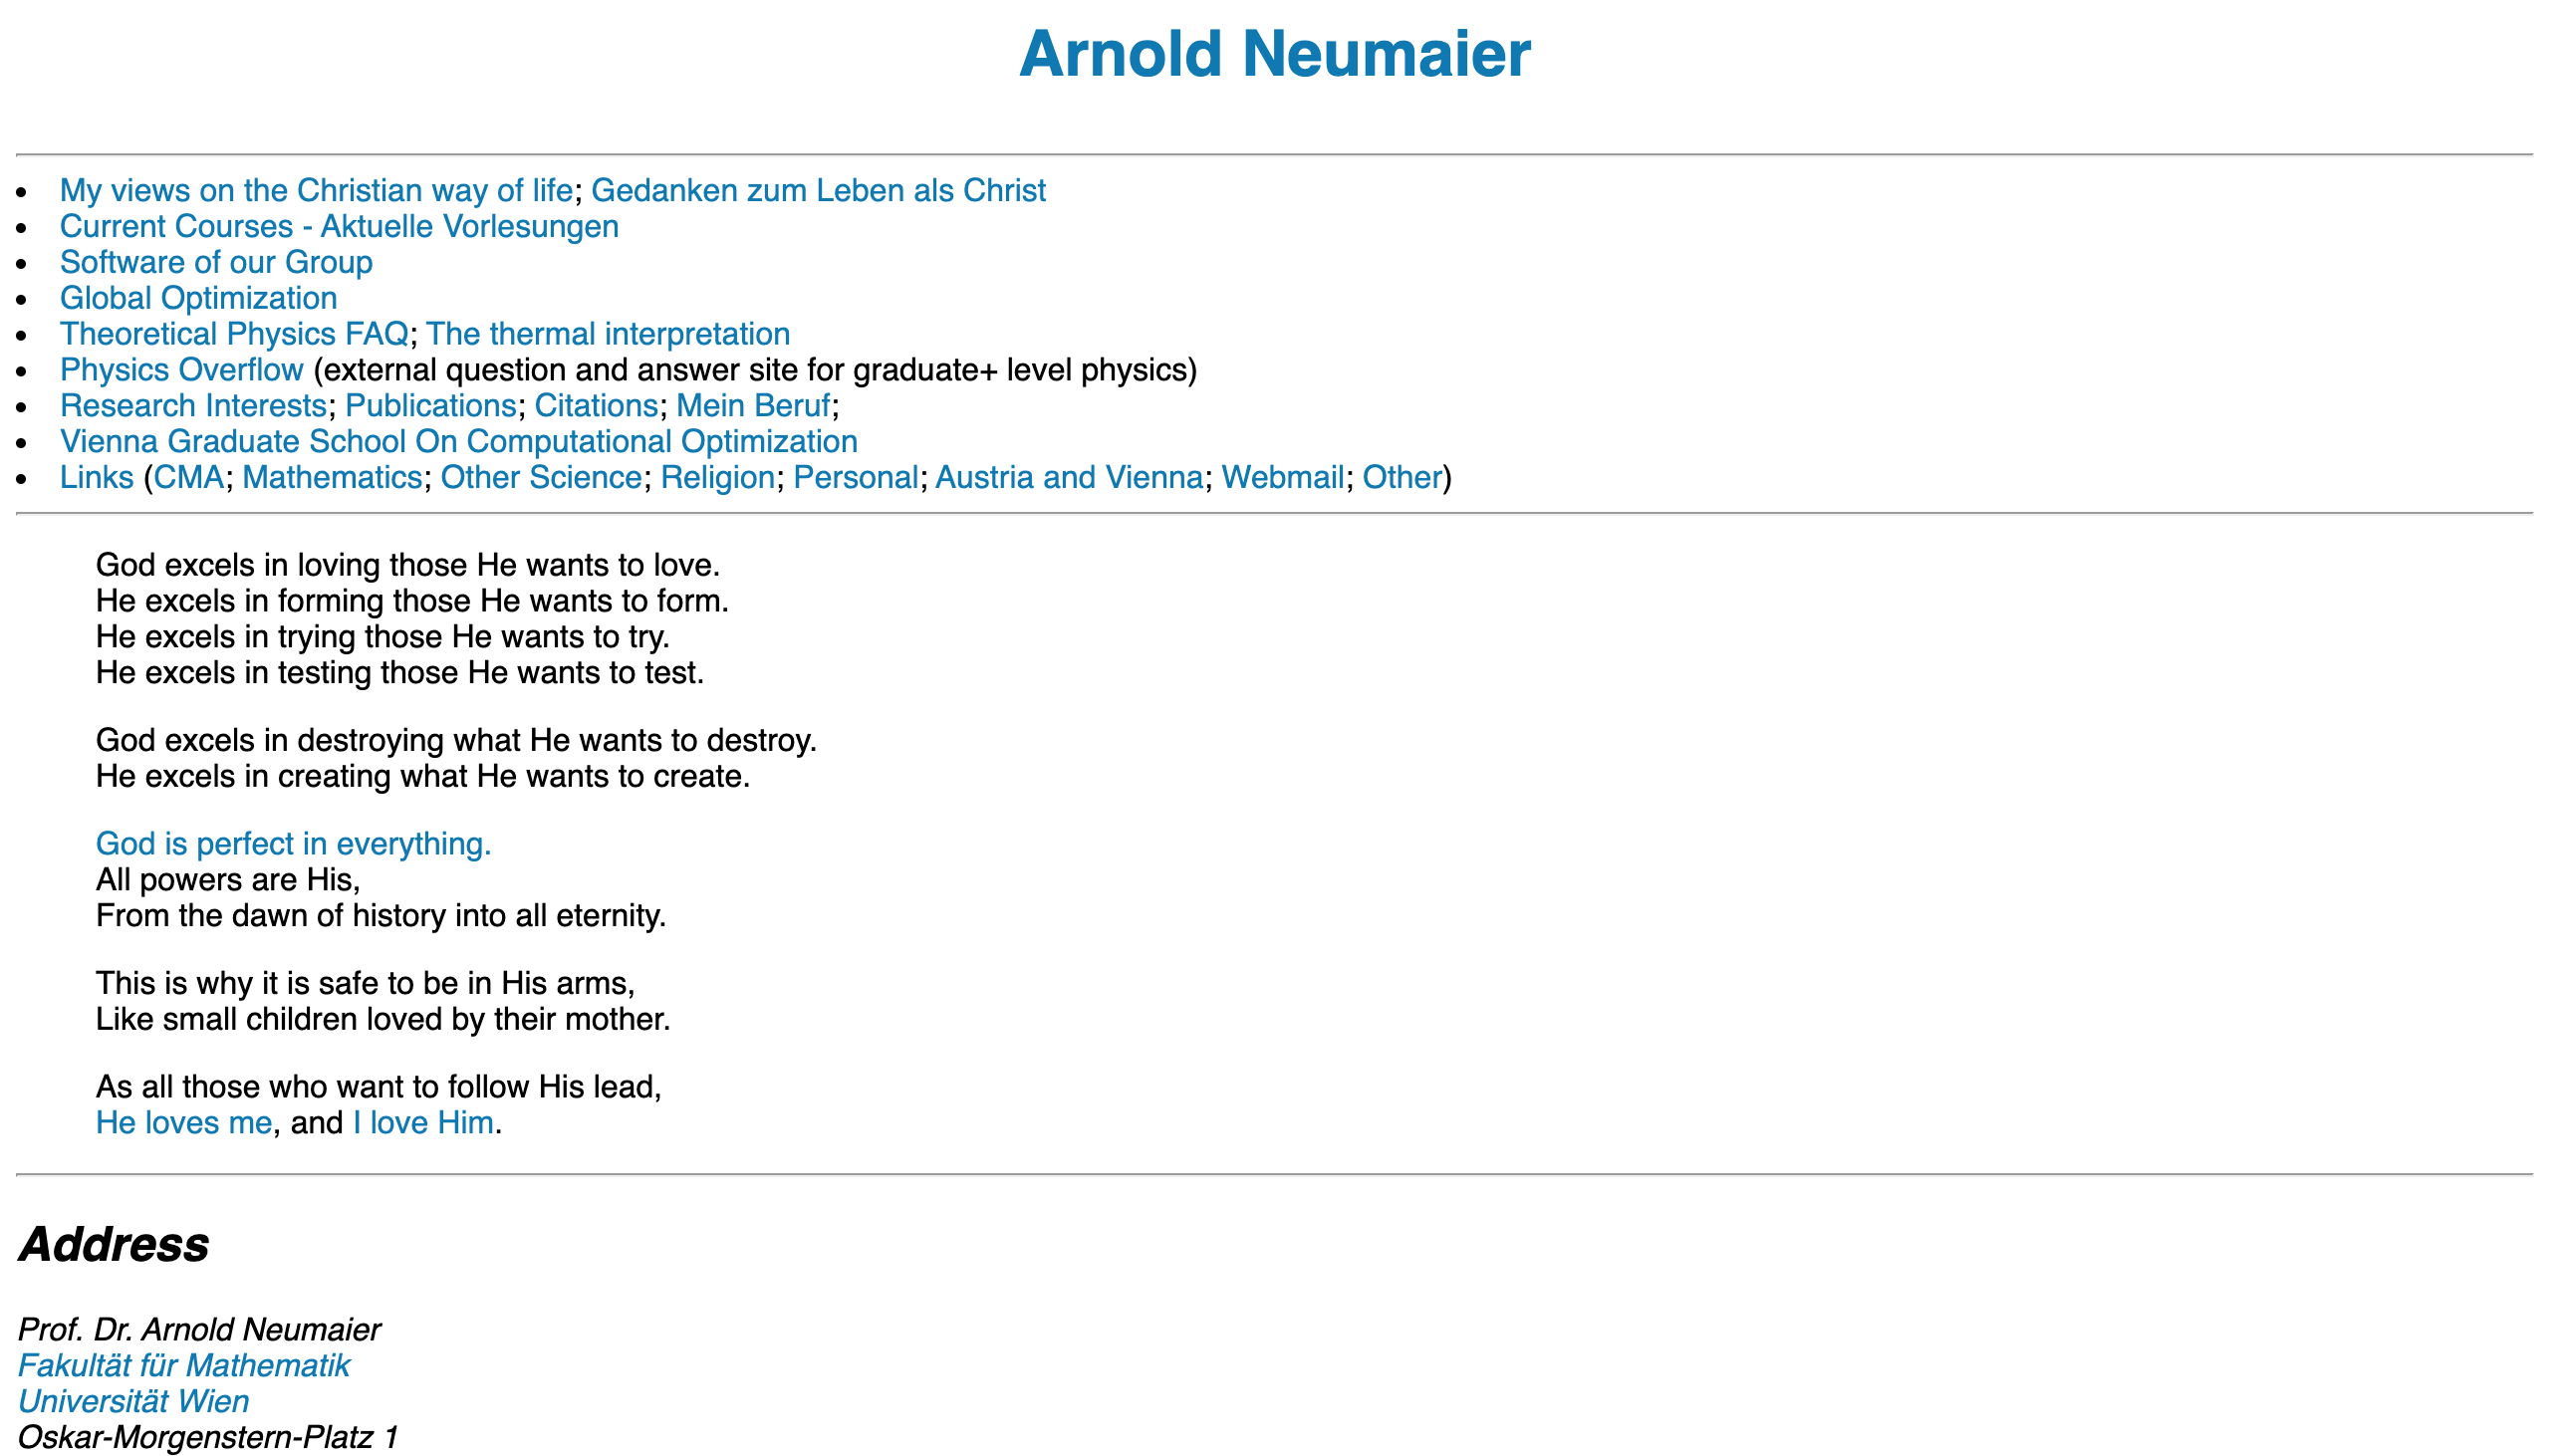 Arnold Neumaier
• My views on the Christian way of life; Gedanken zum Leben als Christ
• Current Courses - Aktuelle Vorlesungen
• Software of our Group
• Global Optimization
• Theoretical Physics FAQ; The thermal interpretation
• Physics Overflow (external question and answer site for graduate+ level physics)
• Research Interests; Publications; Citations; Mein Beruf;
• Vienna Graduate School On Computational Optimization
• Links (CMA; Mathematics; Other Science; Religion; Personal; Austria and Vienna; Webmail; Other)
God excels in loving those He wants to love.
He excels in forming those He wants to form.
He excels in trying those He wants to try.
He excels in testing those He wants to test.
God excels in destroying what He wants to destroy.
He excels in creating what He wants to create.
God is perfect in everything.
All powers are His,
From the dawn of history into all eternity.
This is why it is safe to be in His arms,
Like small children loved by their mother.
As all those who want to follow His lead,
He loves me, and I love Him.
Address
Prof. Dr. Arnold Neumaier
Fakultät für Mathematik
Universität Wien
Oskar-Morgenstern-Platz 1